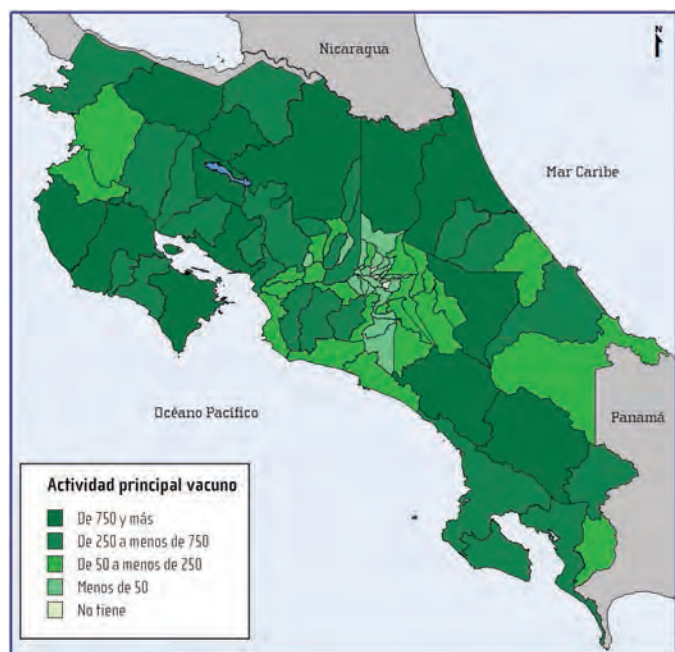 Nicaragua
N
Mar Caribe
Océano Pacífico
Panamá
Actividad principal vacuno
De 750 y más
De 250 a menos de 750
De 50 a menos de 250
Menos de 50
No tiene